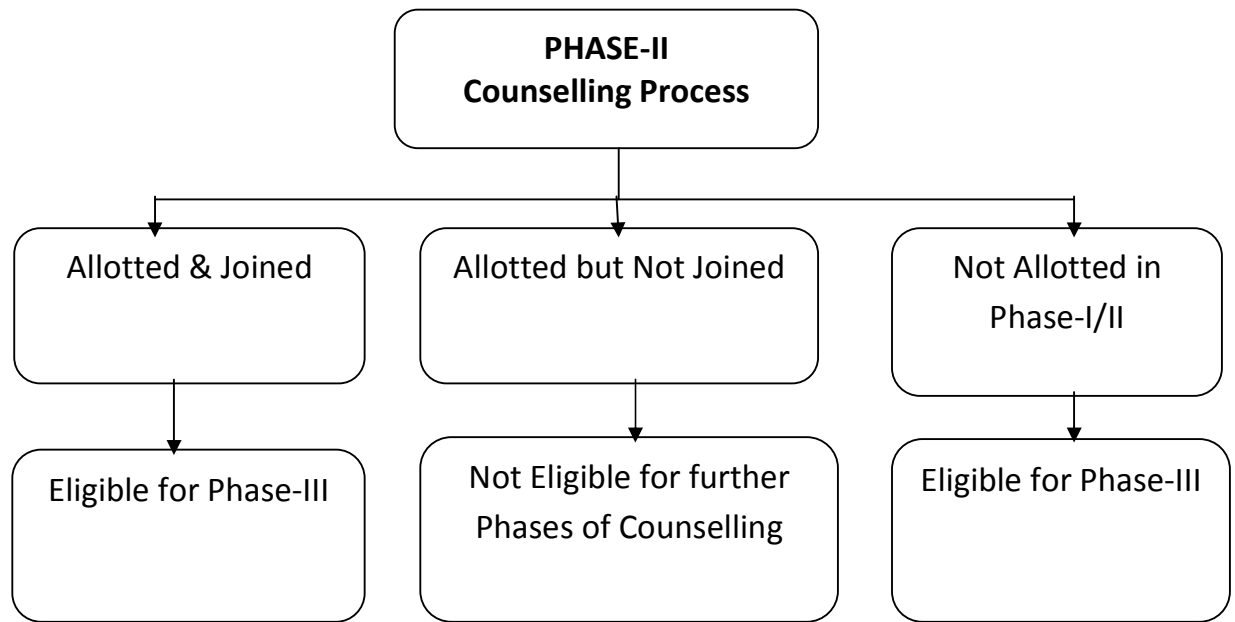 PHASE-II
Counselling Process
Allotted & Joined
Allotted but Not Joined
Not Allotted in
Phase-I/II
Eligible for Phase-III
Not Eligible for further
Phases of Counselling
Eligible for Phase-III